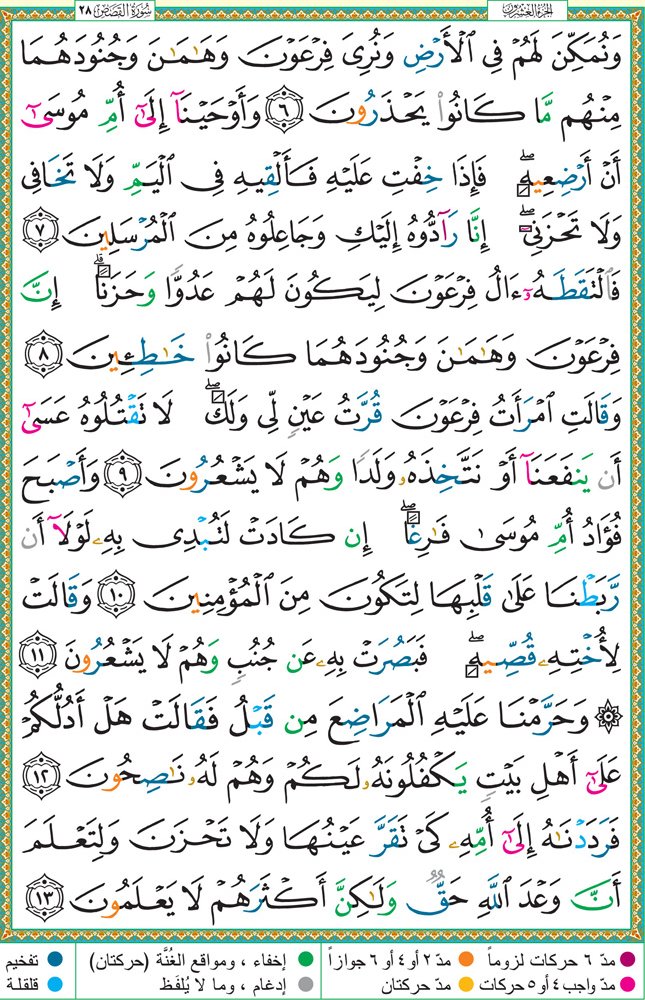 الجزء العشرون
سورة القصص ٢٨
وَنُمَكِّنَ لَهُمْ فِي ٱلْأَرْضِ وَنُرِيَ فِرْعَوْنَ وَهَـٰمَـٰنَ وَجُنُودَهُمَا
مِنْهُم مَّا كَانُوا۟ يَحْذَرُونَ ٦ وَأَوْحَيْنَآ إِلَىٰٓ أُمِّ مُوسَىٰٓ
أَنْ أَرْضِعِيهِ ۖ فَإِذَا خِفْتِ عَلَيْهِ فَأَلْقِيهِ فِي ٱلْيَمِّ وَلَا تَخَافِي
وَلَا تَحْزَنِيٓ ۖ إِنَّا رَآدُّوهُ إِلَيْكِ وَجَاعِلُوهُ مِنَ ٱلْمُرْسَلِينَ ٧
فَٱلْتَقَطَهُۥٓ ءَالُ فِرْعَوْنَ لِيَكُونَ لَهُمْ عَدُوًّا وَحَزَنًا ۗ إِنَّ
فِرْعَوْنَ وَهَـٰمَـٰنَ وَجُنُودَهُمَا كَانُوا۟ خَـٰطِـِٔينَ ٨
وَقَالَتِ ٱمْرَأَتُ فِرْعَوْنَ قُرَّتُ عَيْنٍ لِّي وَلَكَ ۖ لَا تَقْتُلُوهُ عَسَىٰٓ
أَن يَنفَعَنَآ أَوْ نَتَّخِذَهُۥ وَلَدًا وَهُمْ لَا يَشْعُرُونَ ٩ وَأَصْبَحَ
فُؤَادُ أُمِّ مُوسَىٰ فَـٰرِغًا ۖ إِن كَادَتْ لَتُبْدِي بِهِۦ لَوْلَآ أَن
رَّبَطْنَا عَلَىٰ قَلْبِهَا لِتَكُونَ مِنَ ٱلْمُؤْمِنِينَ ١٠ وَقَالَتْ
لِأُخْتِهِۦ قُصِّيهِ ۖ فَبَصُرَتْ بِهِۦ عَن جُنُبٍ وَهُمْ لَا يَشْعُرُونَ ١١
۞ وَحَرَّمْنَا عَلَيْهِ ٱلْمَرَاضِعَ مِن قَبْلُ فَقَالَتْ هَلْ أَدُلُّكُمْ
عَلَىٰٓ أَهْلِ بَيْتٍ يَكْفُلُونَهُۥ لَكُمْ وَهُمْ لَهُۥ نَـٰصِحُونَ ١٢
فَرَدَدْنَـٰهُ إِلَىٰٓ أُمِّهِۦ كَيْ تَقَرَّ عَيْنُهَا وَلَا تَحْزَنَ وَلِتَعْلَمَ
أَنَّ وَعْدَ ٱللَّهِ حَقٌّ وَلَـٰكِنَّ أَكْثَرَهُمْ لَا يَعْلَمُونَ ١٣
مدّ ٦ حركات لزوماً مدّ ٢ أو ٤ أو ٦ جوازاً إخفاء ، ومواقع الغُنَّة (حركتان) تفخيم
مدّ واجب ٤ أو ٥ حركات مدّ حركتان إدغام ، وما لا يُلفَظ قلقلة